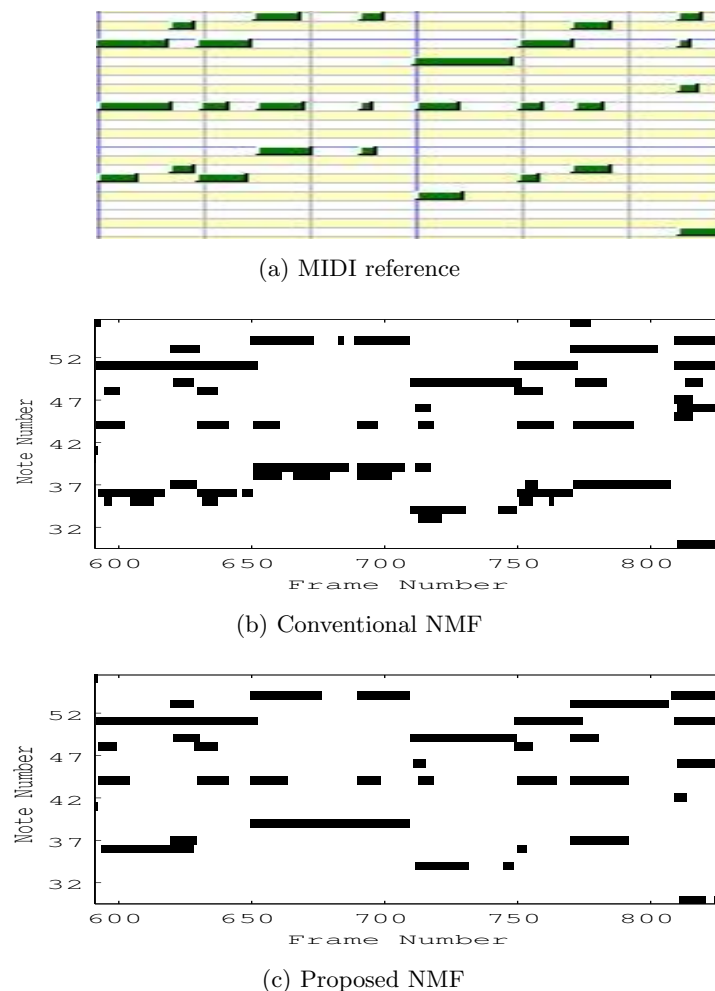 (a) MIDI reference
52
47
42
37
32
Note Number
600 650 700 750 800
Frame Number
(b) Conventional NMF
52
47
42
37
32
Note Number
600 650 700 750 800
Frame Number
(c) Proposed NMF